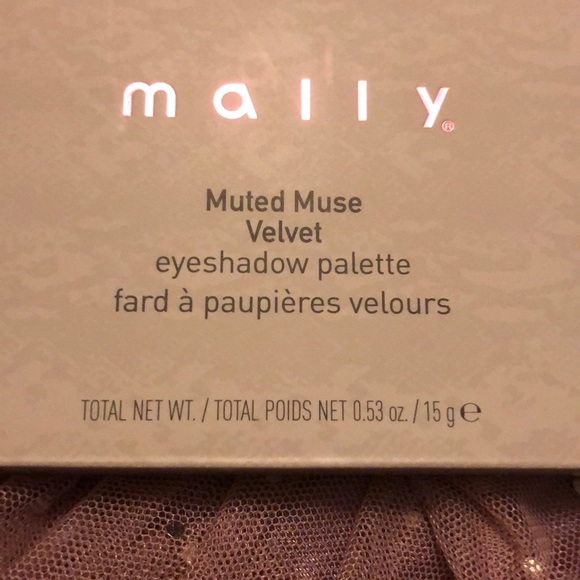 mally®
Muted Muse
Velvet
eyeshadow palette
fard à paupières velours
TOTAL NET WT. / TOTAL POIDS NET 0.53 oz. / 15 g ℮